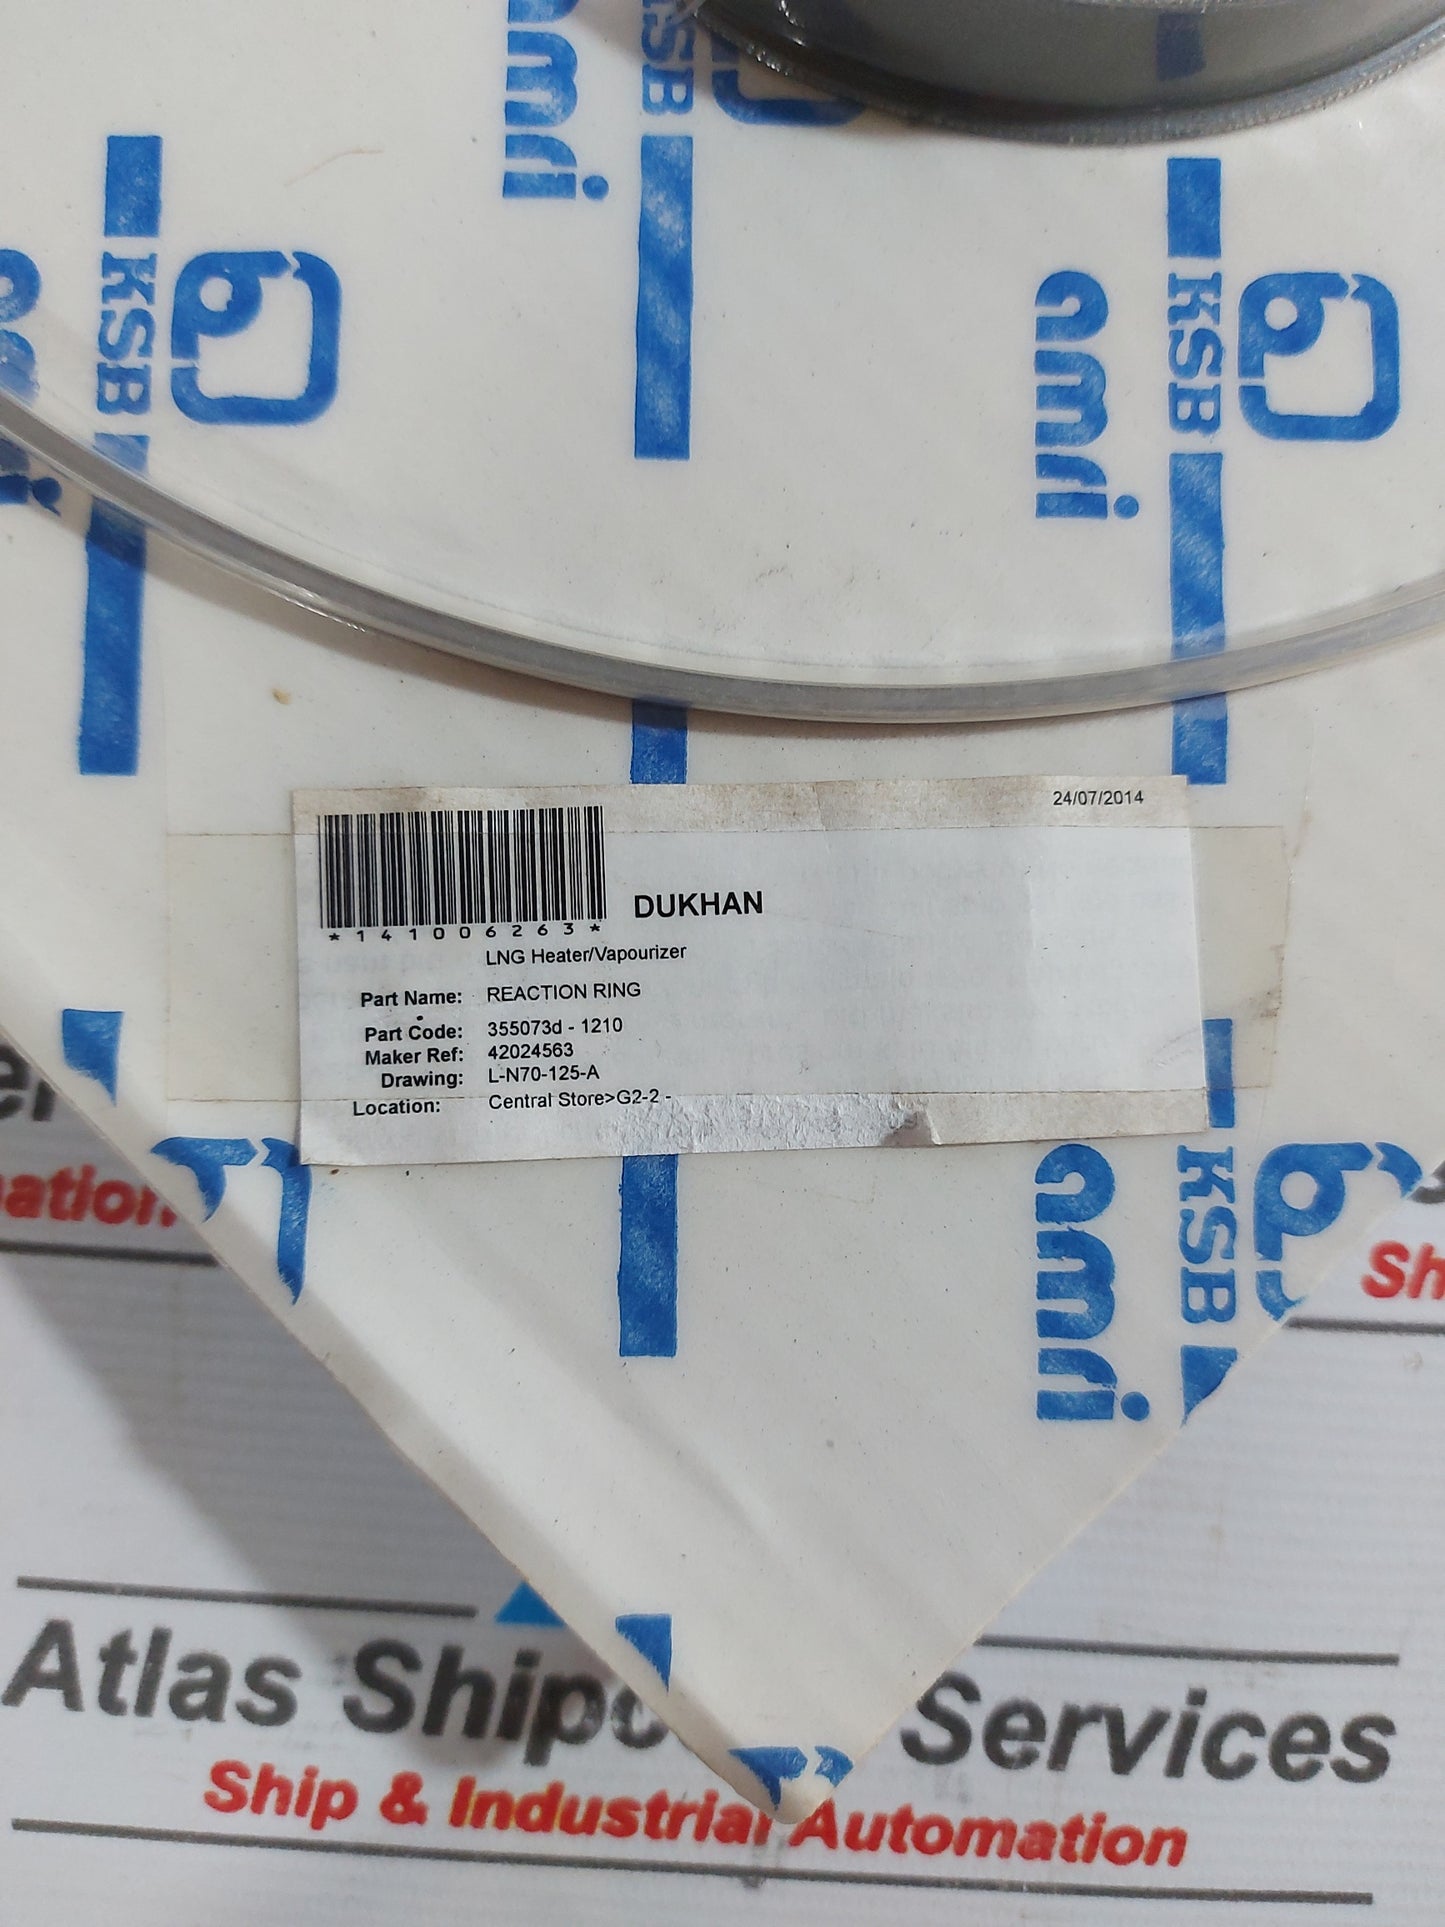 amri
KSB
KSB
amri
KSB
24/07/2014
*141006263*
DUKHAN
LNG Heater/Vapourizer
Part Name: REACTION RING
Part Code: 355073d - 1210
Maker Ref: 42024563
Drawing: L-N70-125-A
Location: Central Store>G2-2 -
amri
KSB
Atlas Services
Ship & Industrial Automation